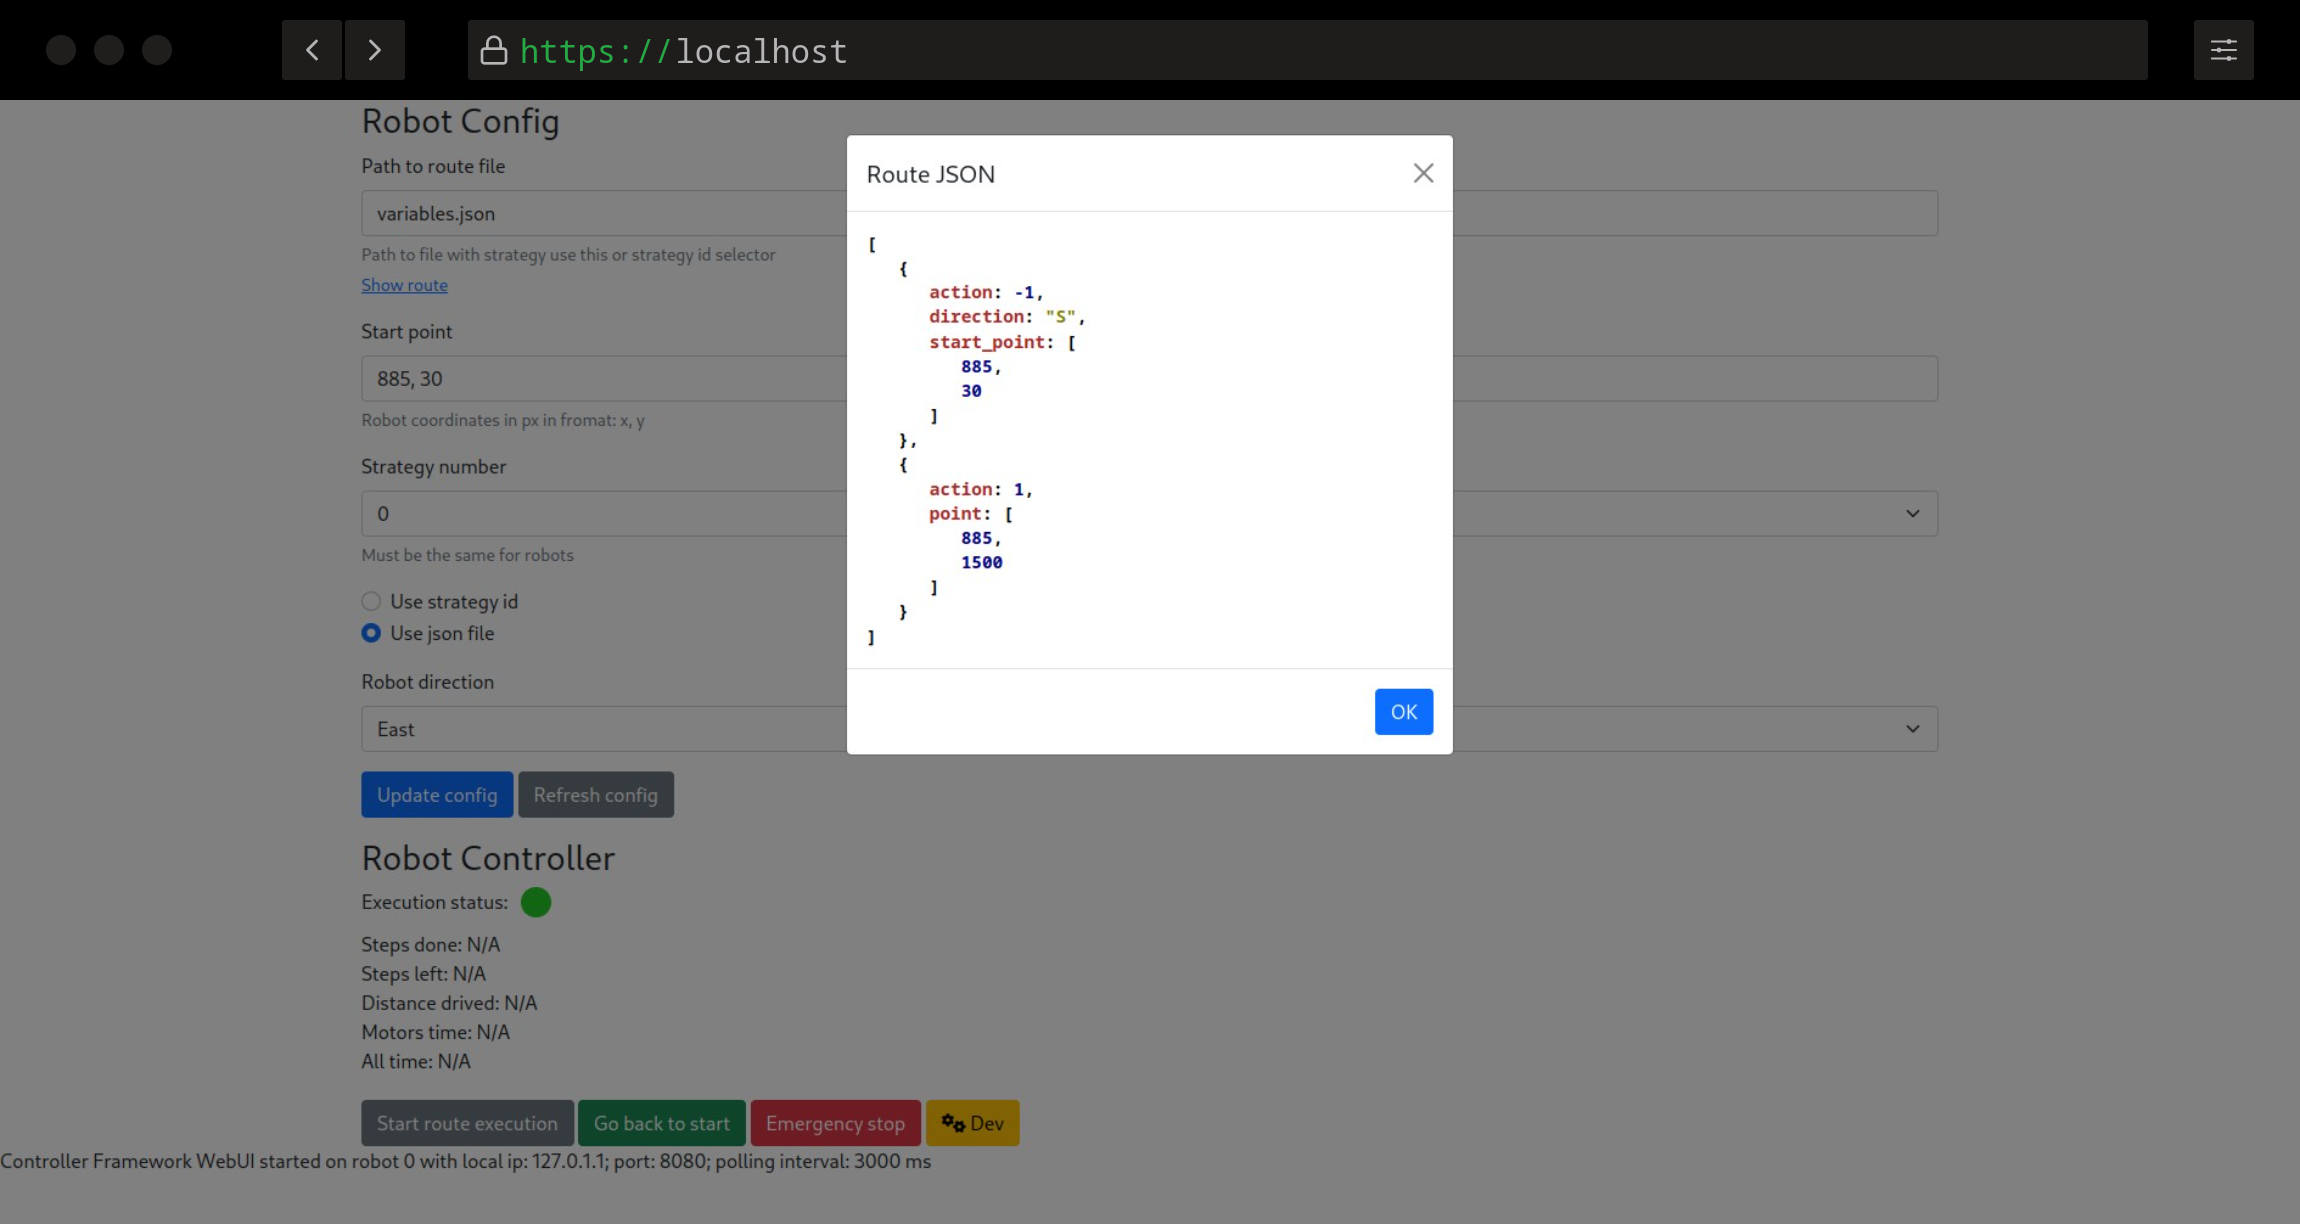 https://localhost
Robot Config
Path to route file
variables.json
Path to file with strategy use this or strategy id selector
Show route
Start point
885, 30
Robot coordinates in px in fromat: x, y
Strategy number
0
Must be the same for robots
Use strategy id
Use json file
Robot direction
East
Update config Refresh config
Route JSON
[
{
action: -1,
direction: "S",
start_point: [
885,
30
]
},
{
action: 1,
point: [
885,
1500
]
}
]
OK
Robot Controller
Execution status:
Steps done: N/A
Steps left: N/A
Distance drived: N/A
Motors time: N/A
All time: N/A
Start route execution Go back to start Emergency stop Dev
Controller Framework WebUI started on robot 0 with local ip: 127.0.1.1; port: 8080; polling interval: 3000 ms